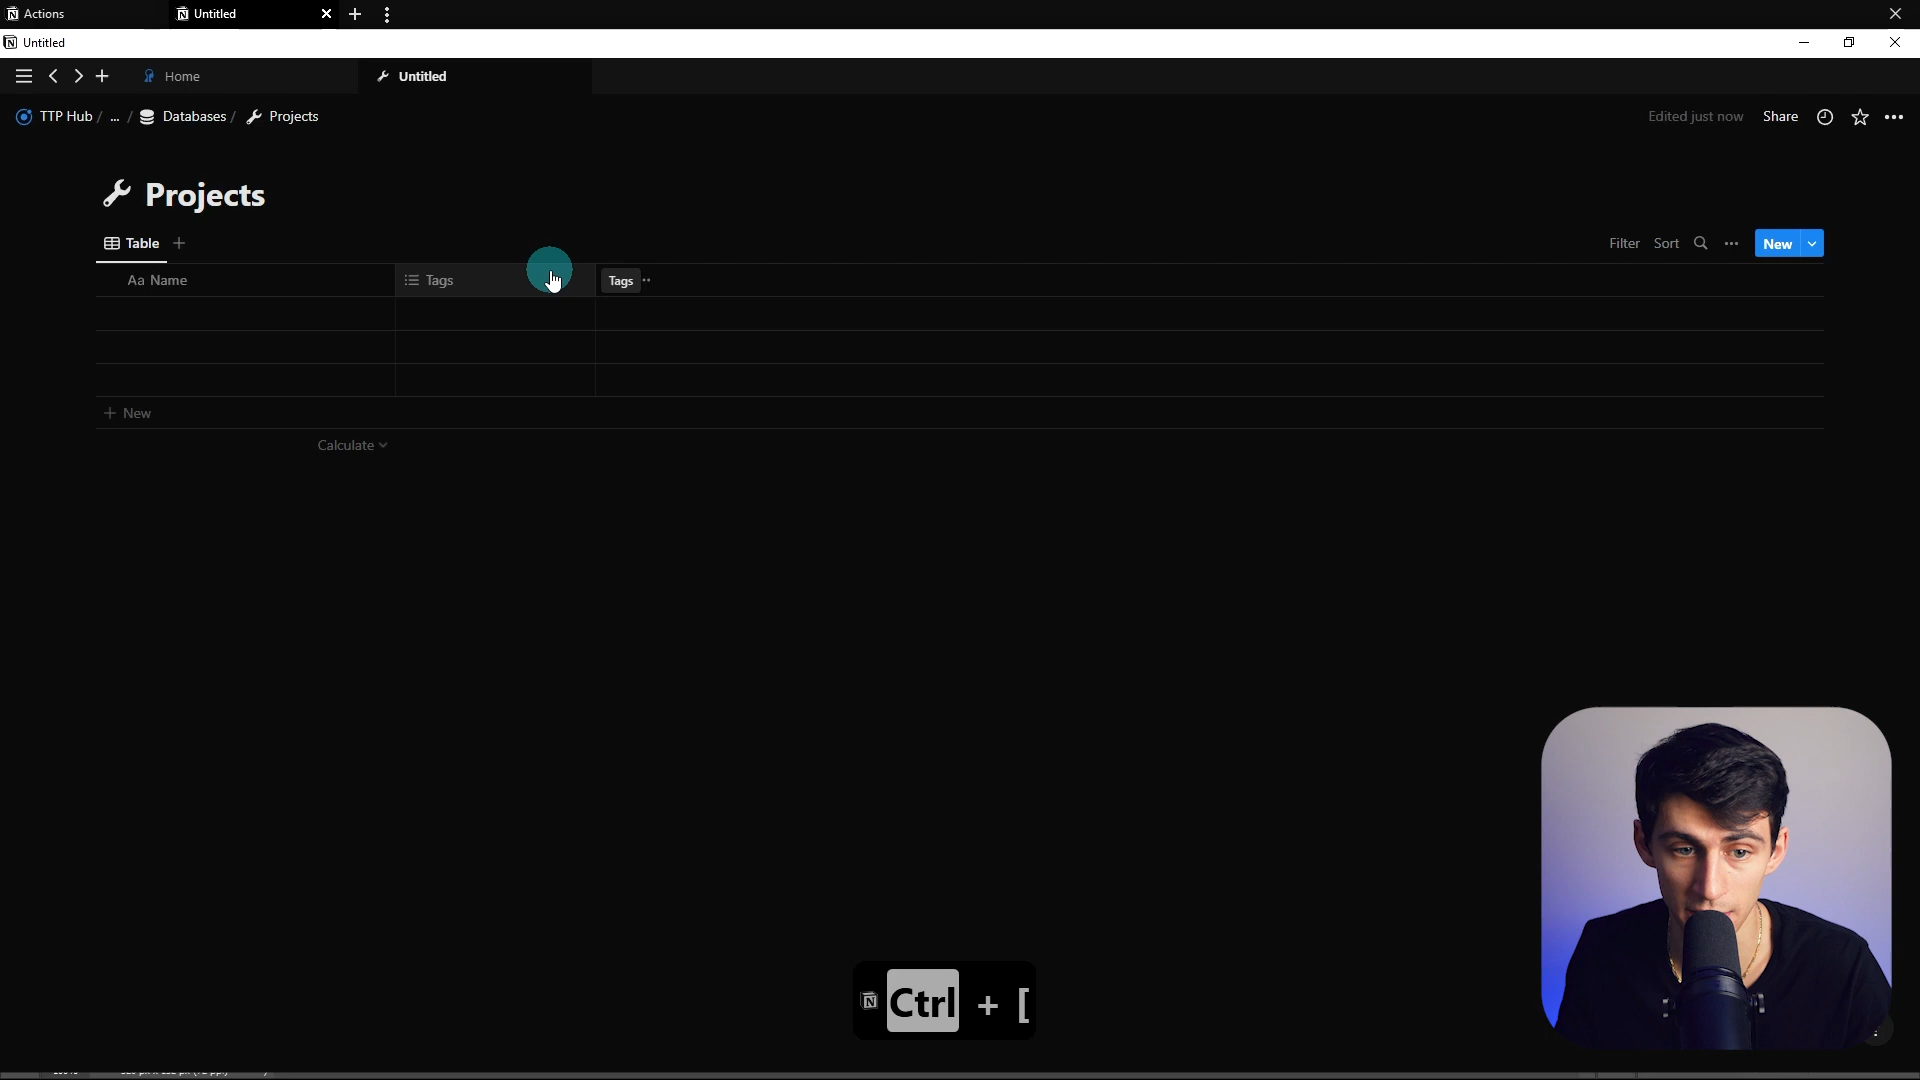 Actions
Untitled
Untitled
Home
Untitled
TTP Hub / ... / Databases / Projects
Edited just now
Share
Projects
Table
Filter
Sort
New
Aa Name
Tags
Tags
New
Calculate
Ctrl + [